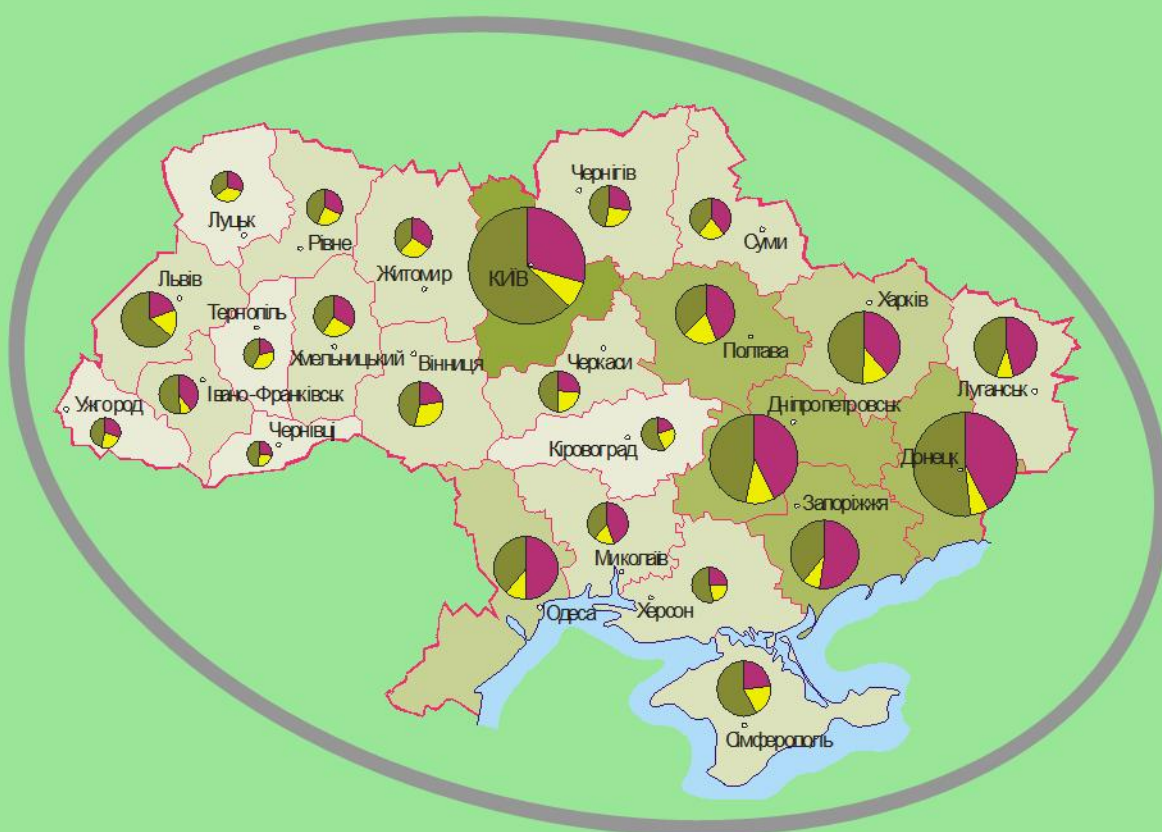 Чернігів
Луцьк
Рівне
Суми
Житомир
КИЇВ
Львів
Тернопіль
Харків
Хмельницький
Вінниця
Черкаси
Полтава
Луганськ
Івано-Франківськ
Ужгород
Чернівці
Дніпропетровськ
Кіровоград
Донецк
Запоріжжя
Миколаїв
Одеса
Херсон
Сімферополь